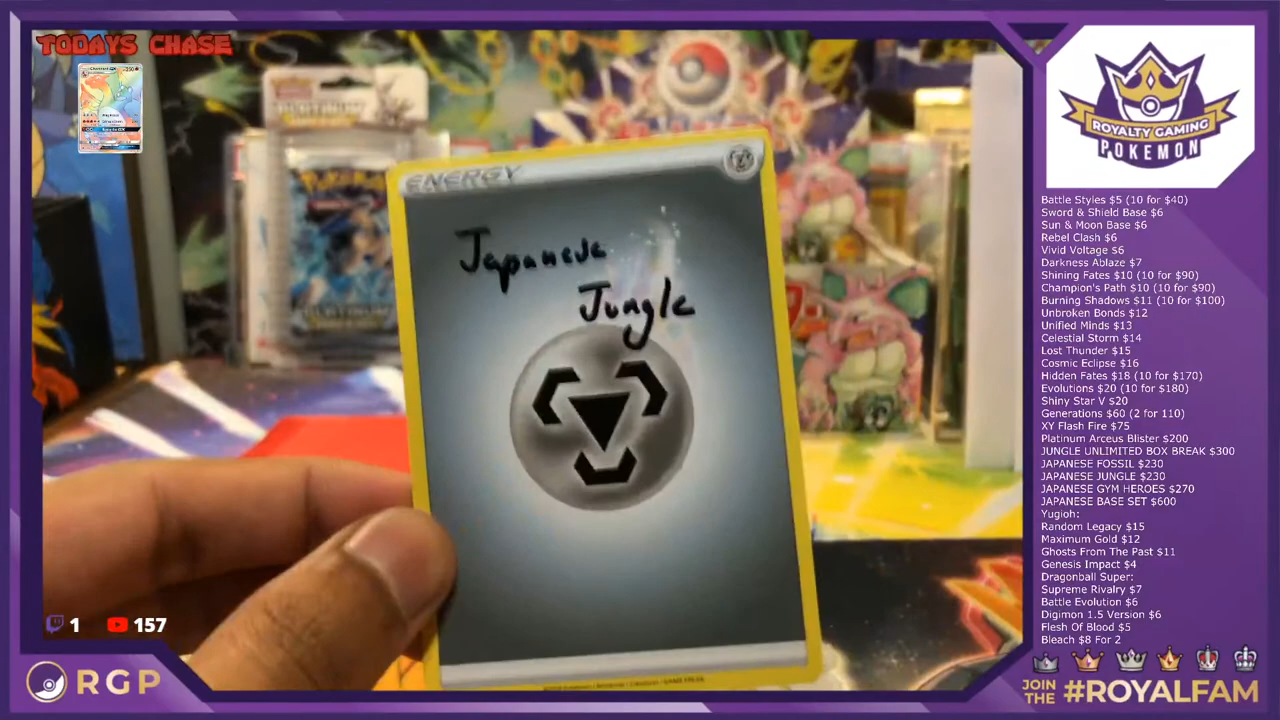 TODAYS CHASE
ENERGY
Japanese
Jungle
1
157
RGP
ROYALTY GAMING
POKEMON
Battle Styles $5 (10 for $40)
Sword & Shield Base $6
Sun & Moon Base $6
Rebel Clash $6
Vivid Voltage $6
Darkness Ablaze $7
Shining Fates $10 (10 for $90)
Champion's Path $10 (10 for $90)
Burning Shadows $11 (10 for $100)
Unbroken Bonds $12
Unified Minds $13
Celestial Storm $14
Lost Thunder $15
Cosmic Eclipse $16
Hidden Fates $18 (10 for $170)
Evolutions $20 (10 for $180)
Shiny Star V $20
Generations $60 (2 for 110)
XY Flash Fire $75
Platinum Arceus Blister $200
JUNGLE UNLIMITED BOX BREAK $300
JAPANESE FOSSIL $230
JAPANESE JUNGLE $230
JAPANESE GYM HEROES $270
JAPANESE BASE SET $600
Yugioh:
Random Legacy $15
Maximum Gold $12
Ghosts From The Past $11
Genesis Impact $4
Dragonball Super:
Supreme Rivalry $7
Battle Evolution $6
Digimon 1.5 Version $6
Flesh Of Blood $5
Bleach $8 For 2
JOIN
THE
#ROYALFAM